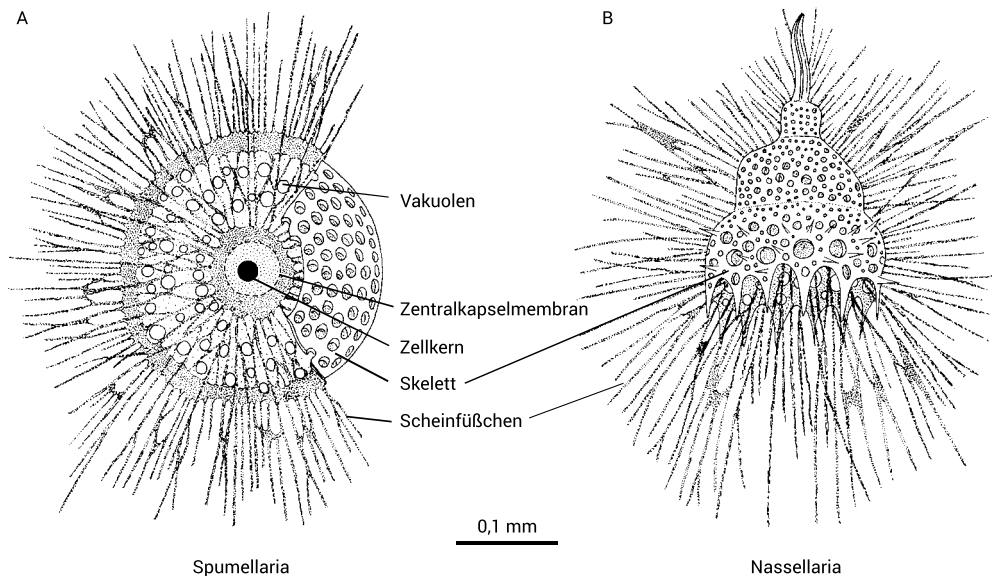 A
B
Vakuolen
Zentralkapselmembran
Zellkern
Skelett
Scheinfüßchen
0,1 mm
Spumellaria
Nassellaria